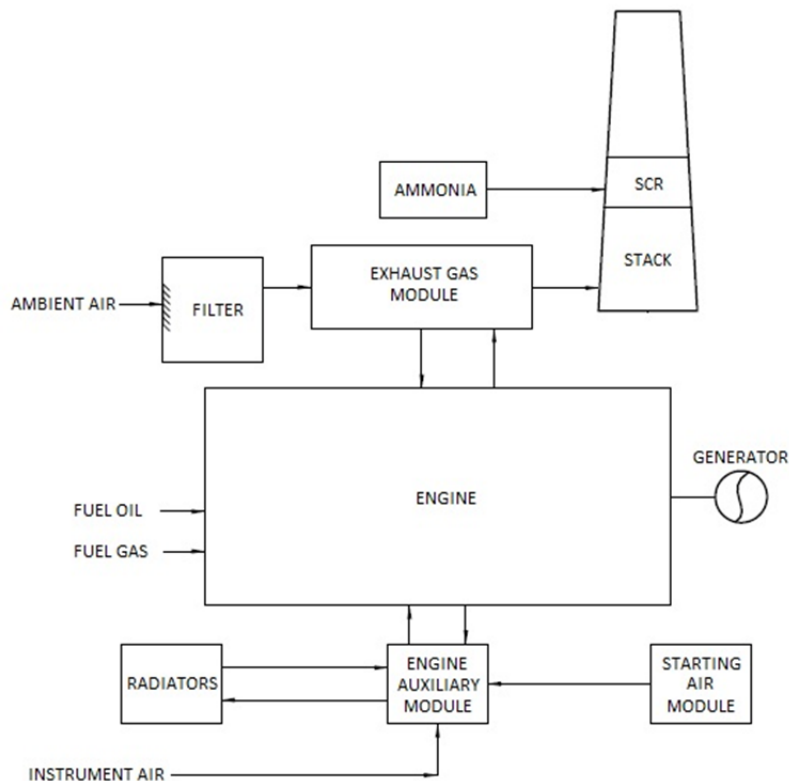 AMMONIA
SCR
STACK
EXHAUST GAS
MODULE
AMBIENT AIR
FILTER
GENERATOR
ENGINE
FUEL OIL
FUEL GAS
RADIATORS
ENGINE
AUXILIARY
MODULE
STARTING
AIR
MODULE
INSTRUMENT AIR